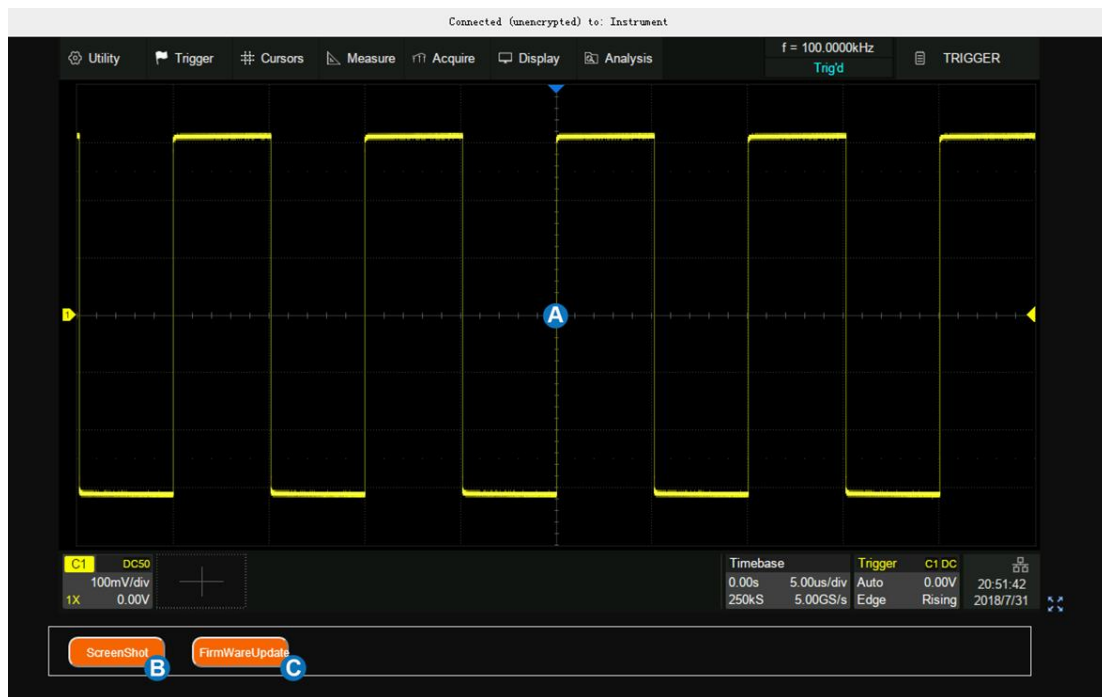 Connected (unencrypted) to: Instrument
Utility Trigger Cursors Measure Acquire Display Analysis f = 100.0000kHz TRIGGER
Trig'd
1
A
C1 DC50 Timebase Trigger C1 DC
100mV/div 0.00s 5.00us/div Auto 0.00V 20:51:42
1X 0.00V 250kS 5.00GS/s Edge Rising 2018/7/31
ScreenShot FirmWareUpdate
B C